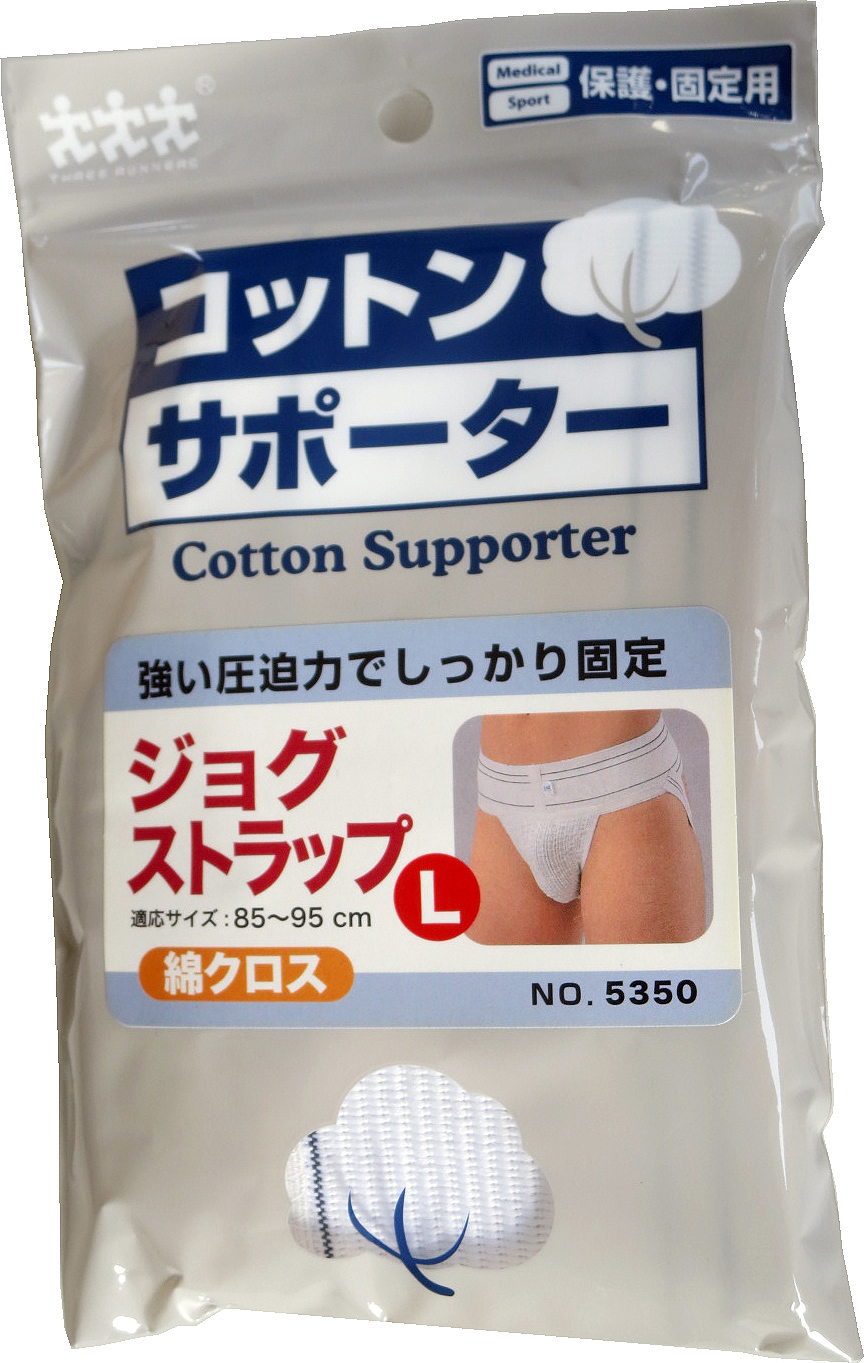 THREE RUNNERS
®
Medical
Sport
保護・固定用
コットン
サポーター
Cotton Supporter
強い圧迫力でしっかり固定
ジョグ
ストラップ
L
適応サイズ:85～95 cm
綿クロス
NO. 5350